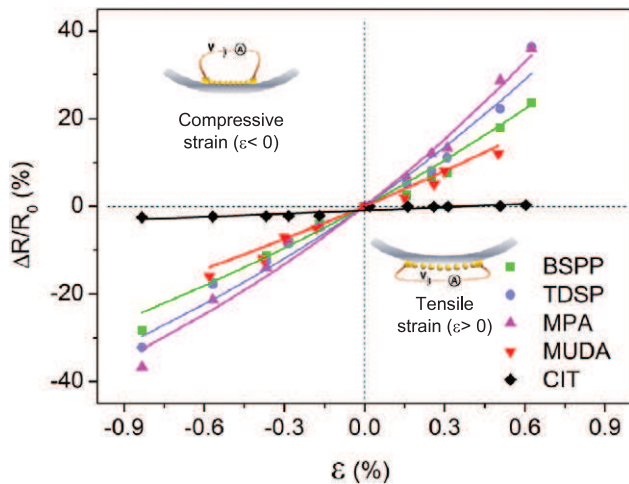 40
20
0
-20
-40
ΔR/R0 (%)
V
A
Compressive
strain (ε< 0)
V
A
Tensile
strain (ε> 0)
BSPP
TDSP
MPA
MUDA
CIT
-0.9 -0.6 -0.3 0.0 0.3 0.6 0.9
ε (%)